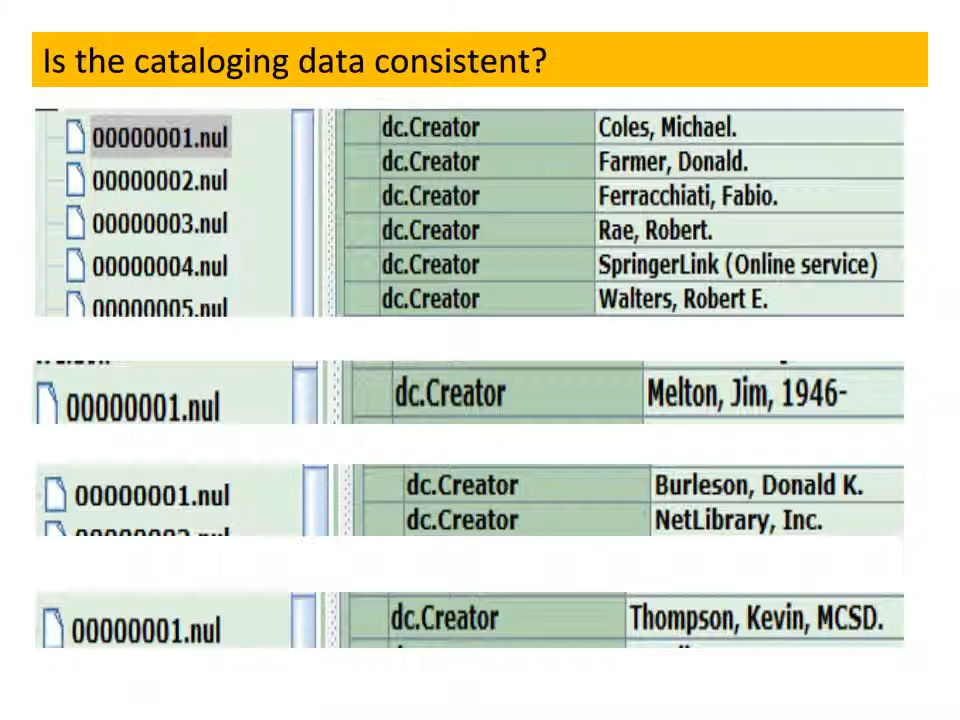 Is the cataloging data consistent?
00000001.nul
00000002.nul
00000003.nul
00000004.nul
00000005.nul
dc.Creator Coles, Michael.
dc.Creator Farmer, Donald.
dc.Creator Ferracchiati, Fabio.
dc.Creator Rae, Robert.
dc.Creator SpringerLink (Online service)
dc.Creator Walters, Robert E.
00000001.nul
dc.Creator Melton, Jim, 1946-
00000001.nul
dc.Creator Burleson, Donald K.
dc.Creator NetLibrary, Inc.
00000001.nul
dc.Creator Thompson, Kevin, MCSD.